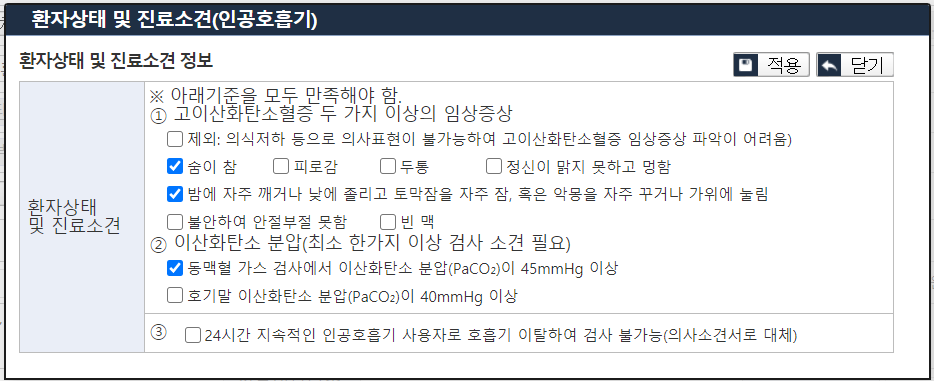 환자상태 및 진료소견(인공호흡기)
환자상태 및 진료소견 정보
적용 닫기
※ 아래기준을 모두 만족해야 함.
① 고이산화탄소혈증 두 가지 이상의 임상증상
제외: 의식저하 등으로 의사표현이 불가능하여 고이산화탄소혈증 임상증상 파악이 어려움)
숨이 참 피로감 두통 정신이 맑지 못하고 멍함
밤에 자주 깨거나 낮에 졸리고 토막잠을 자주 잠, 혹은 악몽을 자주 꾸거나 가위에 눌림
환자상태
및 진료소견
불안하여 안절부절 못함 빈 맥
② 이산화탄소 분압(최소 한가지 이상 검사 소견 필요)
동맥혈 가스 검사에서 이산화탄소 분압(PaCO₂)이 45mmHg 이상
호기말 이산화탄소 분압(PaCO₂)이 40mmHg 이상
③ 24시간 지속적인 인공호흡기 사용자로 호흡기 이탈하여 검사 불가능(의사소견서로 대체)